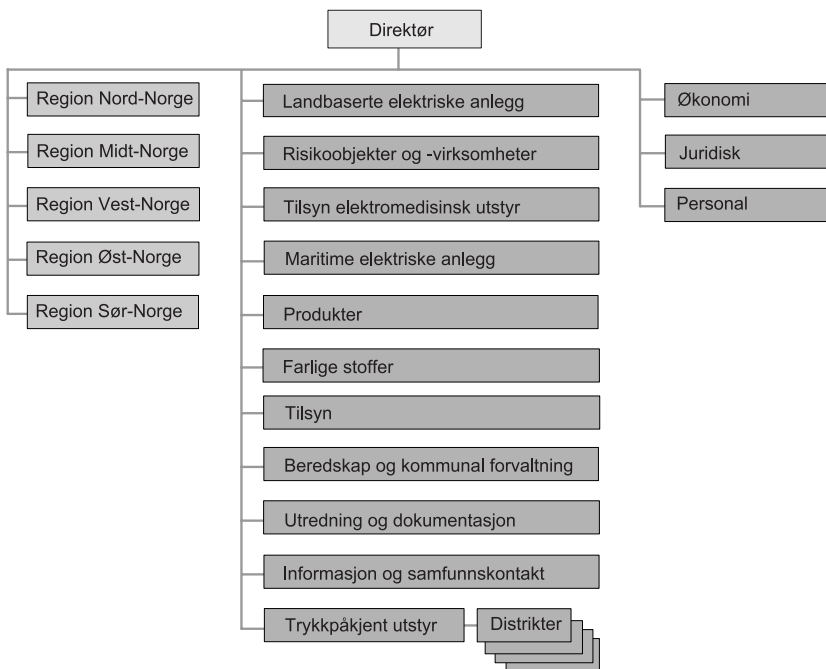 Direktør
Region Nord-Norge
Region Midt-Norge
Region Vest-Norge
Region Øst-Norge
Region Sør-Norge
Landbaserte elektriske anlegg
Risikoobjekter og -virksomheter
Tilsyn elektromedisinsk utstyr
Maritime elektriske anlegg
Produkter
Farlige stoffer
Tilsyn
Beredskap og kommunal forvaltning
Utredning og dokumentasjon
Informasjon og samfunnskontakt
Trykkpåkjent utstyr
Distrikter
Økonomi
Juridisk
Personal